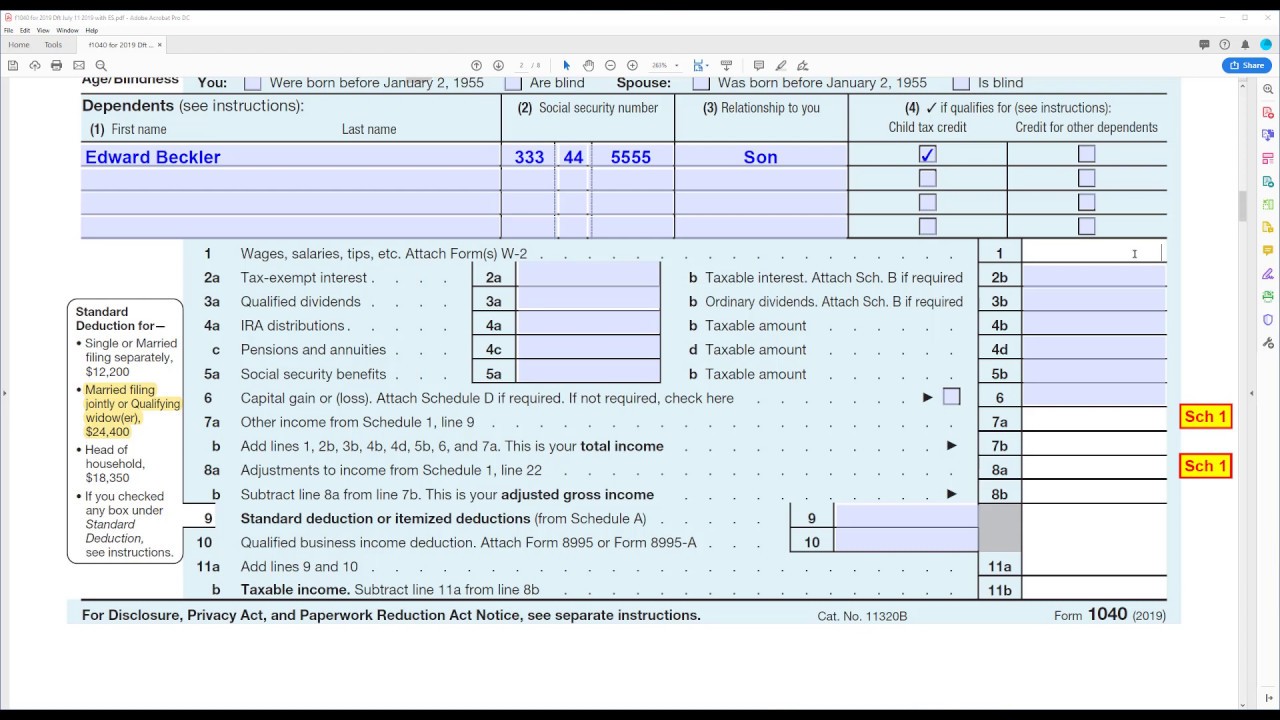 f1040 for 2019 Dft July 11 2019 with ES.pdf - Adobe Acrobat Pro DC
File Edit View Window Help
Home Tools f1040 for 2019 Dft ... ×
2 / 8 263% Share
Age/Blindness You: Were born before January 2, 1955 Are blind Spouse: Was born before January 2, 1955 Is blind
Dependents (see instructions): (2) Social security number (3) Relationship to you (4) ✓ if qualifies for (see instructions):
(1) First name Last name Child tax credit Credit for other dependents
Edward Beckler 333 44 5555 Son ✓
1 Wages, salaries, tips, etc. Attach Form(s) W-2 . . . . . . . . . . . . . . . . . . 1
2a Tax-exempt interest . . . . 2a b Taxable interest. Attach Sch. B if required 2b
3a Qualified dividends . . . . 3a b Ordinary dividends. Attach Sch. B if required 3b
4a IRA distributions . . . . . 4a b Taxable amount . . . . . . 4b
c Pensions and annuities . . . 4c d Taxable amount . . . . . . 4d
5a Social security benefits . . . 5a b Taxable amount . . . . . . 5b
6 Capital gain or (loss). Attach Schedule D if required. If not required, check here . . . . . . . ► 6
7a Other income from Schedule 1, line 9 . . . . . . . . . . . . . . . . . . . . 7a Sch 1
b Add lines 1, 2b, 3b, 4b, 4d, 5b, 6, and 7a. This is your total income . . . . . . . . . . . ► 7b
8a Adjustments to income from Schedule 1, line 22 . . . . . . . . . . . . . . . . . 8a Sch 1
b Subtract line 8a from line 7b. This is your adjusted gross income . . . . . . . . . . . ► 8b
Standard
Deduction for—
• Single or Married
filing separately,
$12,200
• Married filing
jointly or Qualifying
widow(er),
$24,400
• Head of
household,
$18,350
• If you checked
any box under
Standard
Deduction,
see instructions.
9 Standard deduction or itemized deductions (from Schedule A) . . . . . 9
10 Qualified business income deduction. Attach Form 8995 or Form 8995-A . . . 10
11a Add lines 9 and 10 . . . . . . . . . . . . . . . . . . . . . . . . . 11a
b Taxable income. Subtract line 11a from line 8b . . . . . . . . . . . . . . . . . 11b
For Disclosure, Privacy Act, and Paperwork Reduction Act Notice, see separate instructions. Cat. No. 11320B Form 1040 (2019)